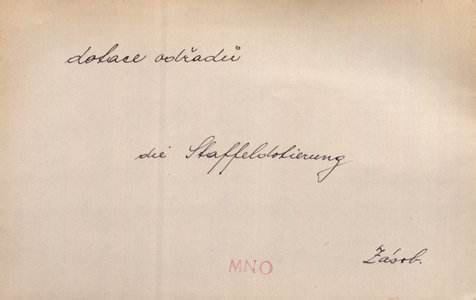 dotace odřadů
die Staffeldotierung
Zásob.
MNO